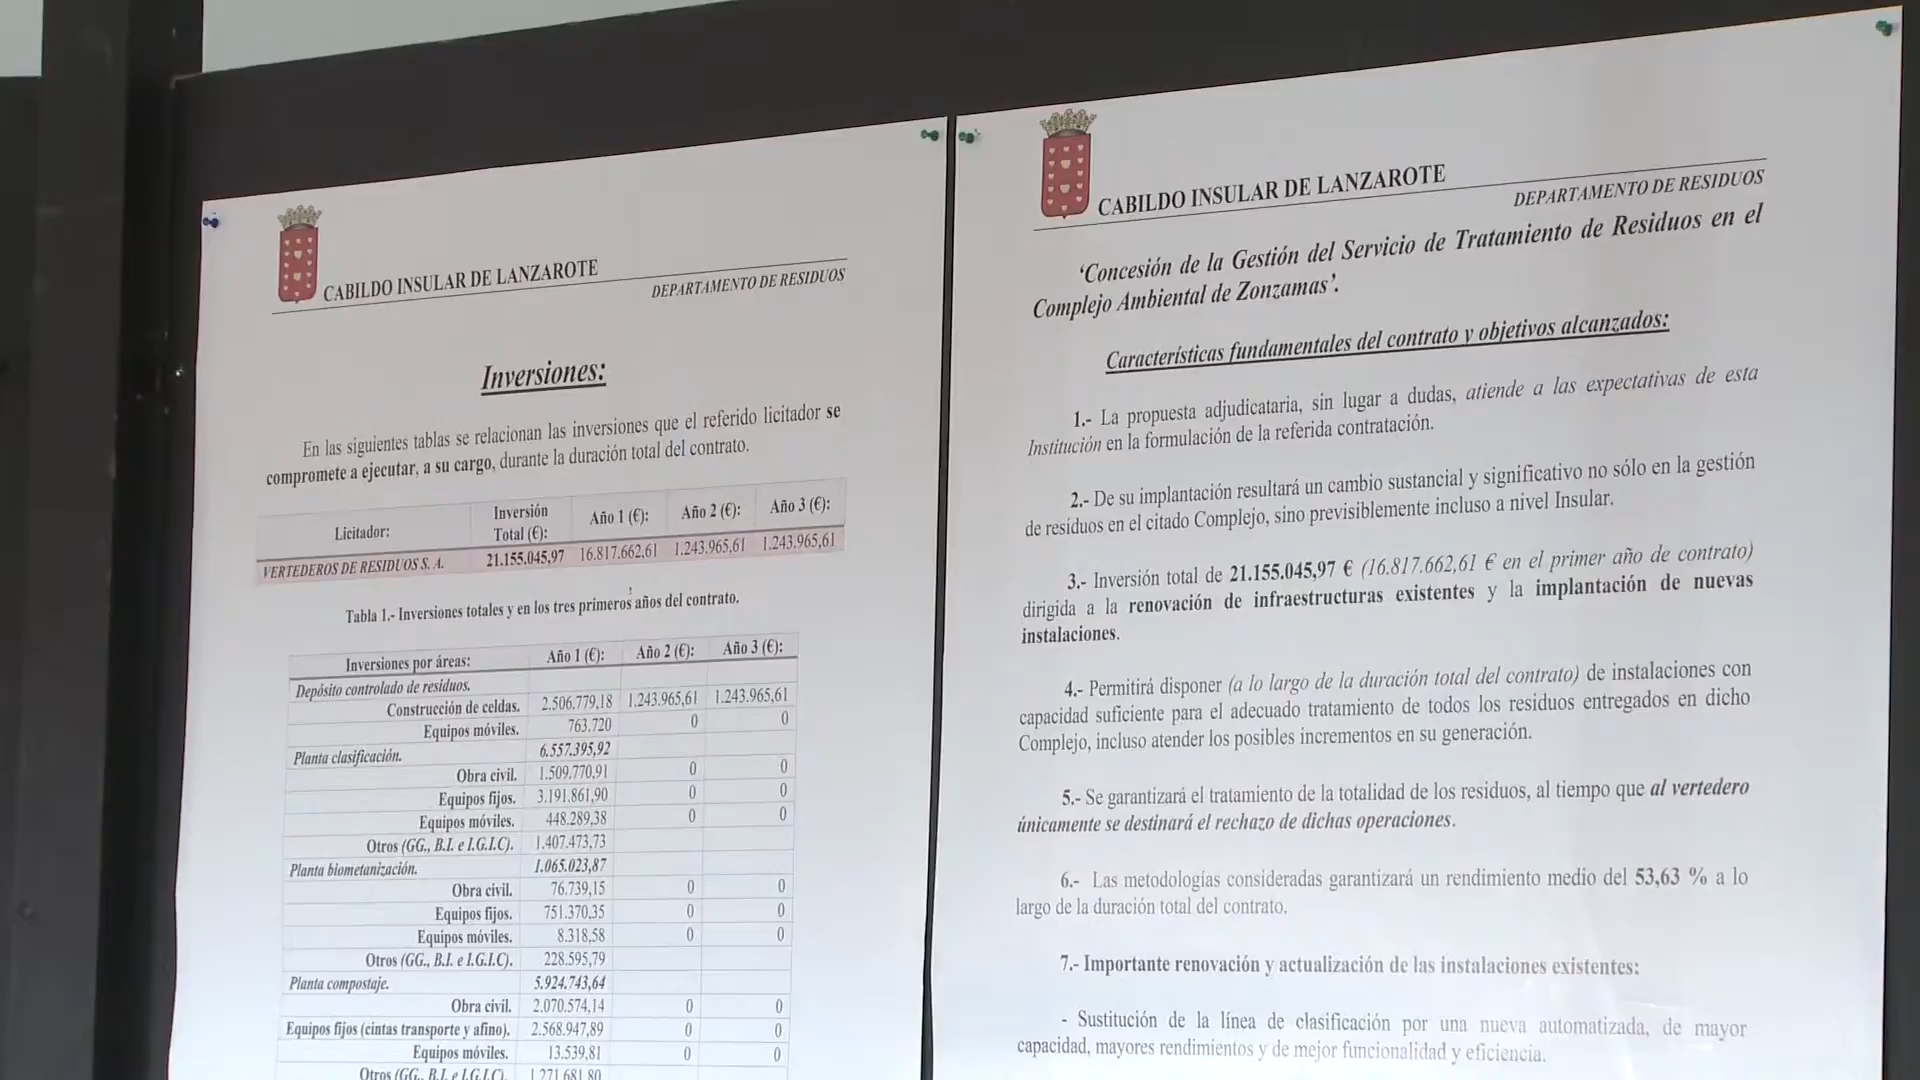 CABILDO INSULAR DE LANZAROTE
DEPARTAMENTO DE RESIDUOS
Inversiones:
En las siguientes tablas se relacionan las inversiones que el referido licitador se
compromete a ejecutar, a su cargo, durante la duración total del contrato.
Licitador: Inversión Total (€): Año 1 (€): Año 2 (€): Año 3 (€):
VERTEDEROS DE RESIDUOS S. A. 21.155.045,97 16.817.662,61 1.243.965,61 1.243.965,61
Tabla 1.- Inversiones totales y en los tres primeros años del contrato.
Inversiones por áreas: Año 1 (€): Año 2 (€): Año 3 (€):
Depósito controlado de residuos.
Construcción de celdas. 2.506.779,18 1.243.965,61 1.243.965,61
Equipos móviles. 763.720 0 0
Planta clasificación. 6.557.395,92
Obra civil. 1.509.770,91 0 0
Equipos fijos. 3.191.861,90 0 0
Equipos móviles. 448.289,38 0 0
Otros (GG., B.I. e I.G.I.C). 1.407.473,73
Planta biometanización. 1.065.023,87
Obra civil. 76.739,15 0 0
Equipos fijos. 751.370,35 0 0
Equipos móviles. 8.318,58 0 0
Otros (GG., B.I. e I.G.I.C). 228.595,79
Planta compostaje. 5.924.743,64
Obra civil. 2.070.574,14 0 0
Equipos fijos (cintas transporte y afino). 2.568.947,89 0 0
Equipos móviles. 13.539,81 0 0
Otros (GG., B.I. e I.G.I.C). 1.271.681,80
CABILDO INSULAR DE LANZAROTE
DEPARTAMENTO DE RESIDUOS
‘Concesión de la Gestión del Servicio de Tratamiento de Residuos en el
Complejo Ambiental de Zonzamas’.
Características fundamentales del contrato y objetivos alcanzados:
1.- La propuesta adjudicataria, sin lugar a dudas, atiende a las expectativas de esta
Institución en la formulación de la referida contratación.
2.- De su implantación resultará un cambio sustancial y significativo no sólo en la gestión
de residuos en el citado Complejo, sino previsiblemente incluso a nivel Insular.
3.- Inversión total de 21.155.045,97 € (16.817.662,61 € en el primer año de contrato)
dirigida a la renovación de infraestructuras existentes y la implantación de nuevas
instalaciones.
4.- Permitirá disponer (a lo largo de la duración total del contrato) de instalaciones con
capacidad suficiente para el adecuado tratamiento de todos los residuos entregados en dicho
Complejo, incluso atender los posibles incrementos en su generación.
5.- Se garantizará el tratamiento de la totalidad de los residuos, al tiempo que al vertedero
únicamente se destinará el rechazo de dichas operaciones.
6.- Las metodologías consideradas garantizará un rendimiento medio del 53,63 % a lo
largo de la duración total del contrato.
7.- Importante renovación y actualización de las instalaciones existentes:
- Sustitución de la línea de clasificación por una nueva automatizada, de mayor
capacidad, mayores rendimientos y de mejor funcionalidad y eficiencia.